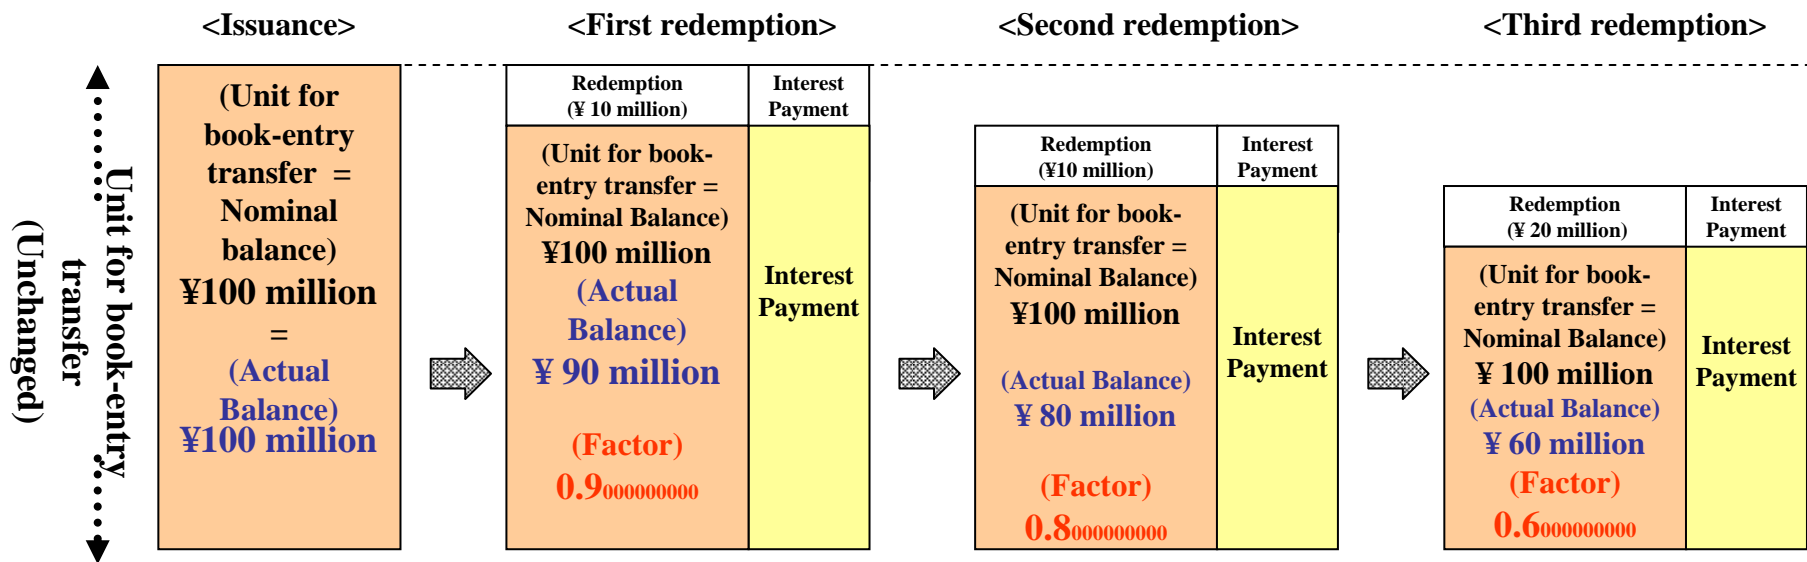 <Issuance>
<First redemption>
<Second redemption>
<Third redemption>
Unit for book-entry
transfer
(Unchanged)
(Unit for
book-entry
transfer =
Nominal
balance)
¥100 million
=
(Actual
Balance)
¥100 million
Redemption
(¥ 10 million)
Interest
Payment
(Unit for book-
entry transfer =
Nominal Balance)
¥100 million
(Actual
Balance)
¥ 90 million
(Factor)
0.9000000000
Interest
Payment
Redemption
(¥10 million)
Interest
Payment
(Unit for book-
entry transfer =
Nominal Balance)
¥100 million
(Actual Balance)
¥ 80 million
(Factor)
0.8000000000
Interest
Payment
Redemption
(¥ 20 million)
Interest
Payment
(Unit for book-
entry transfer =
Nominal Balance)
¥ 100 million
(Actual Balance)
¥ 60 million
(Factor)
0.6000000000
Interest
Payment